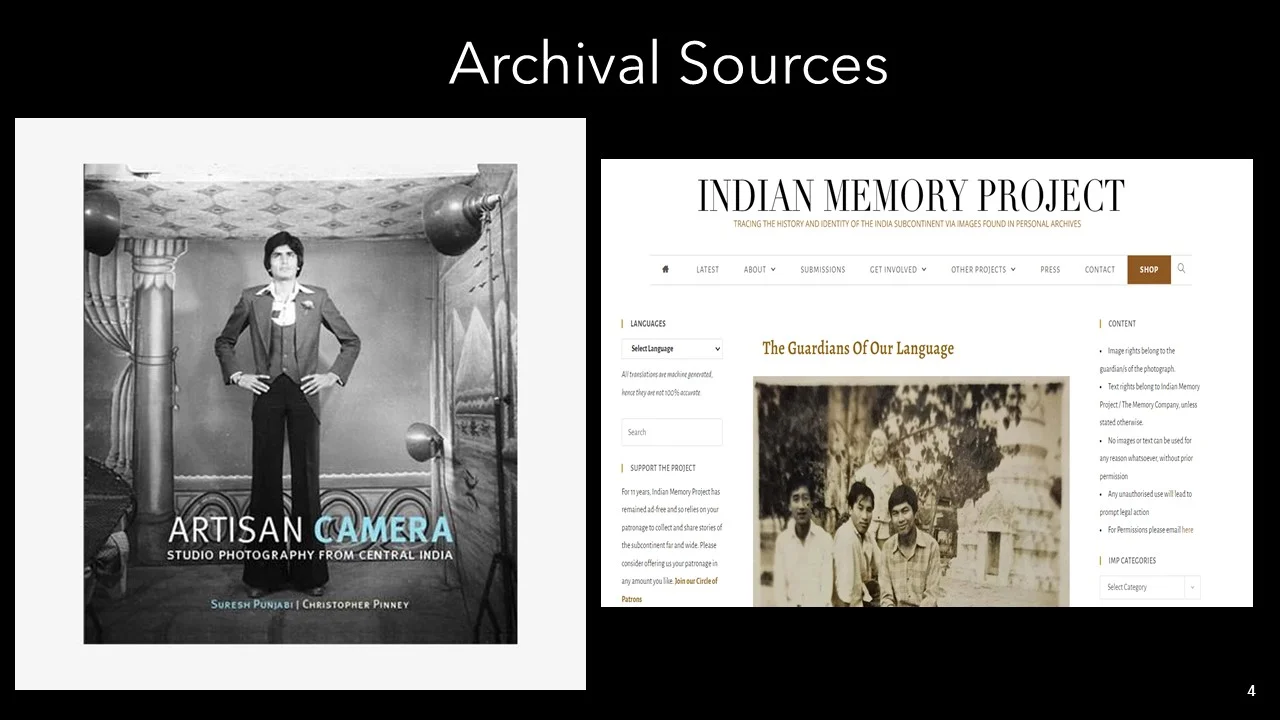 Archival Sources
ARTISAN CAMERA
STUDIO PHOTOGRAPHY FROM CENTRAL INDIA
SURESH PUNJABI | CHRISTOPHER PINNEY
INDIAN MEMORY PROJECT
TRACING THE HISTORY AND IDENTITY OF THE INDIA SUBCONTINENT VIA IMAGES FOUND IN PERSONAL ARCHIVES
LATEST ABOUT SUBMISSIONS GET INVOLVED OTHER PROJECTS PRESS CONTACT SHOP
LANGUAGES
Select Language
All translations are machine generated,
hence they are not 100% accurate.
Search
SUPPORT THE PROJECT
For 11 years, Indian Memory Project has
remained ad-free and so relies on your
patronage to collect and share stories of
the subcontinent far and wide. Please
consider offering us your patronage in
any amount you like. Join our Circle of
Patrons
The Guardians Of Our Language
CONTENT
• Image rights belong to the
guardian/s of the photograph.
• Text rights belong to Indian Memory
Project / The Memory Company, unless
stated otherwise.
• No images or text can be used for
any reason whatsoever, without prior
permission
• Any unauthorised use will lead to
prompt legal action
• For Permissions please email here
IMP CATEGORIES
Select Category
4